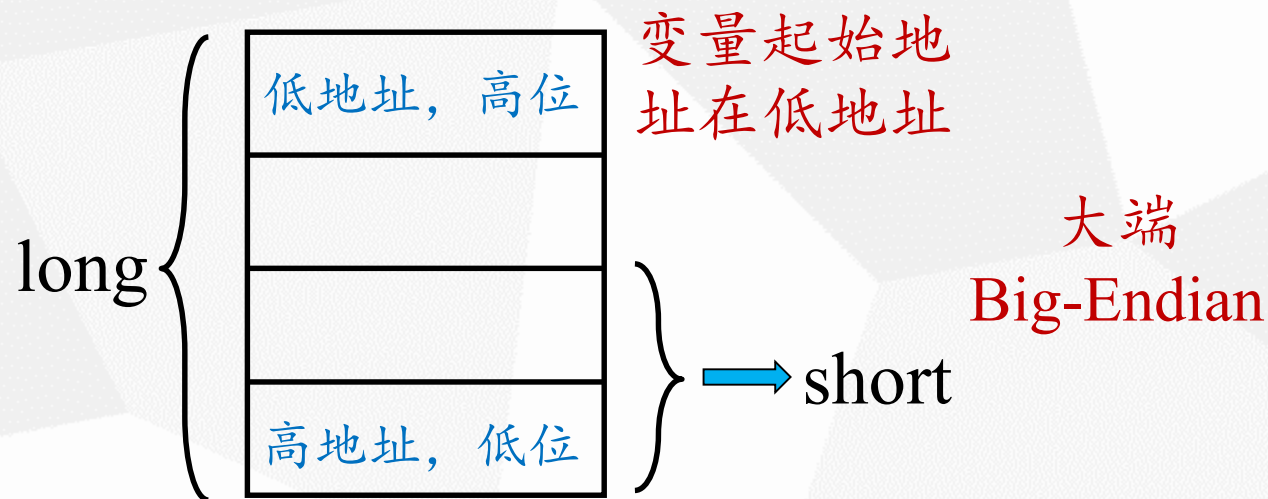 变量起始地
址在低地址
低地址，高位
long
大端
Big-Endian
short
高地址，低位